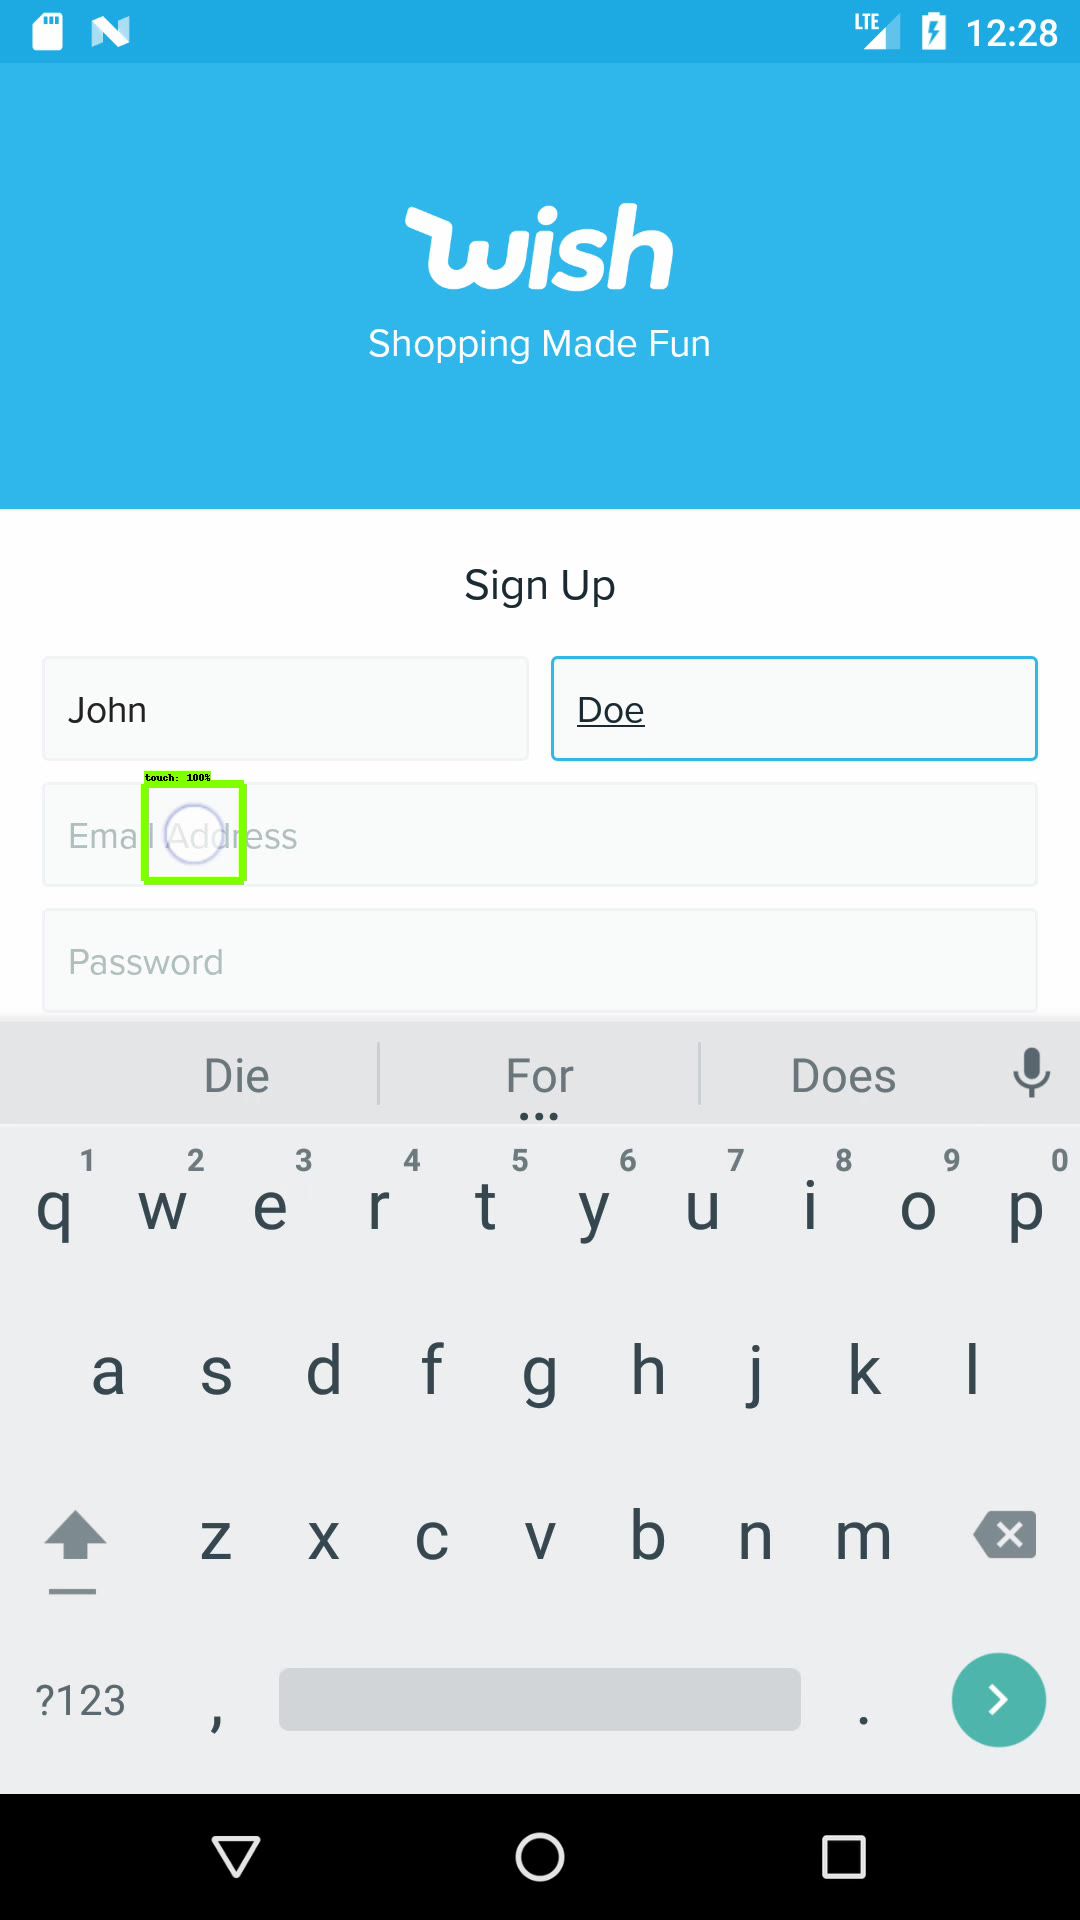 LTE 12:28
wish
Shopping Made Fun
Sign Up
John Doe
touch: 100%
Email Address
Password
Die For Does
1 2 3 4 5 6 7 8 9 0
q w e r t y u i o p
a s d f g h j k l
z x c v b n m
?123 , .